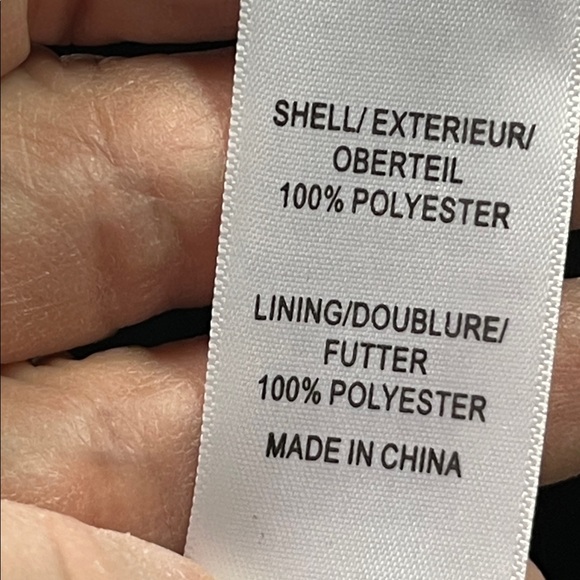 SHELL/EXTERIEUR/
OBERTEIL
100% POLYESTER
LINING/DOUBLURE/
FUTTER
100% POLYESTER
MADE IN CHINA